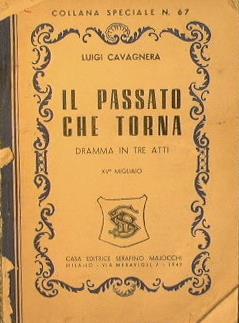 COLLANA SPECIALE N. 67
LUIGI CAVAGNERA
IL PASSATO
CHE TORNA
DRAMMA IN TRE ATTI
XVº MIGLIAIO
CASA EDITRICE SERAFINO MAJOCCHI
MILANO - VIA MERAVIGLI 7 - 1949